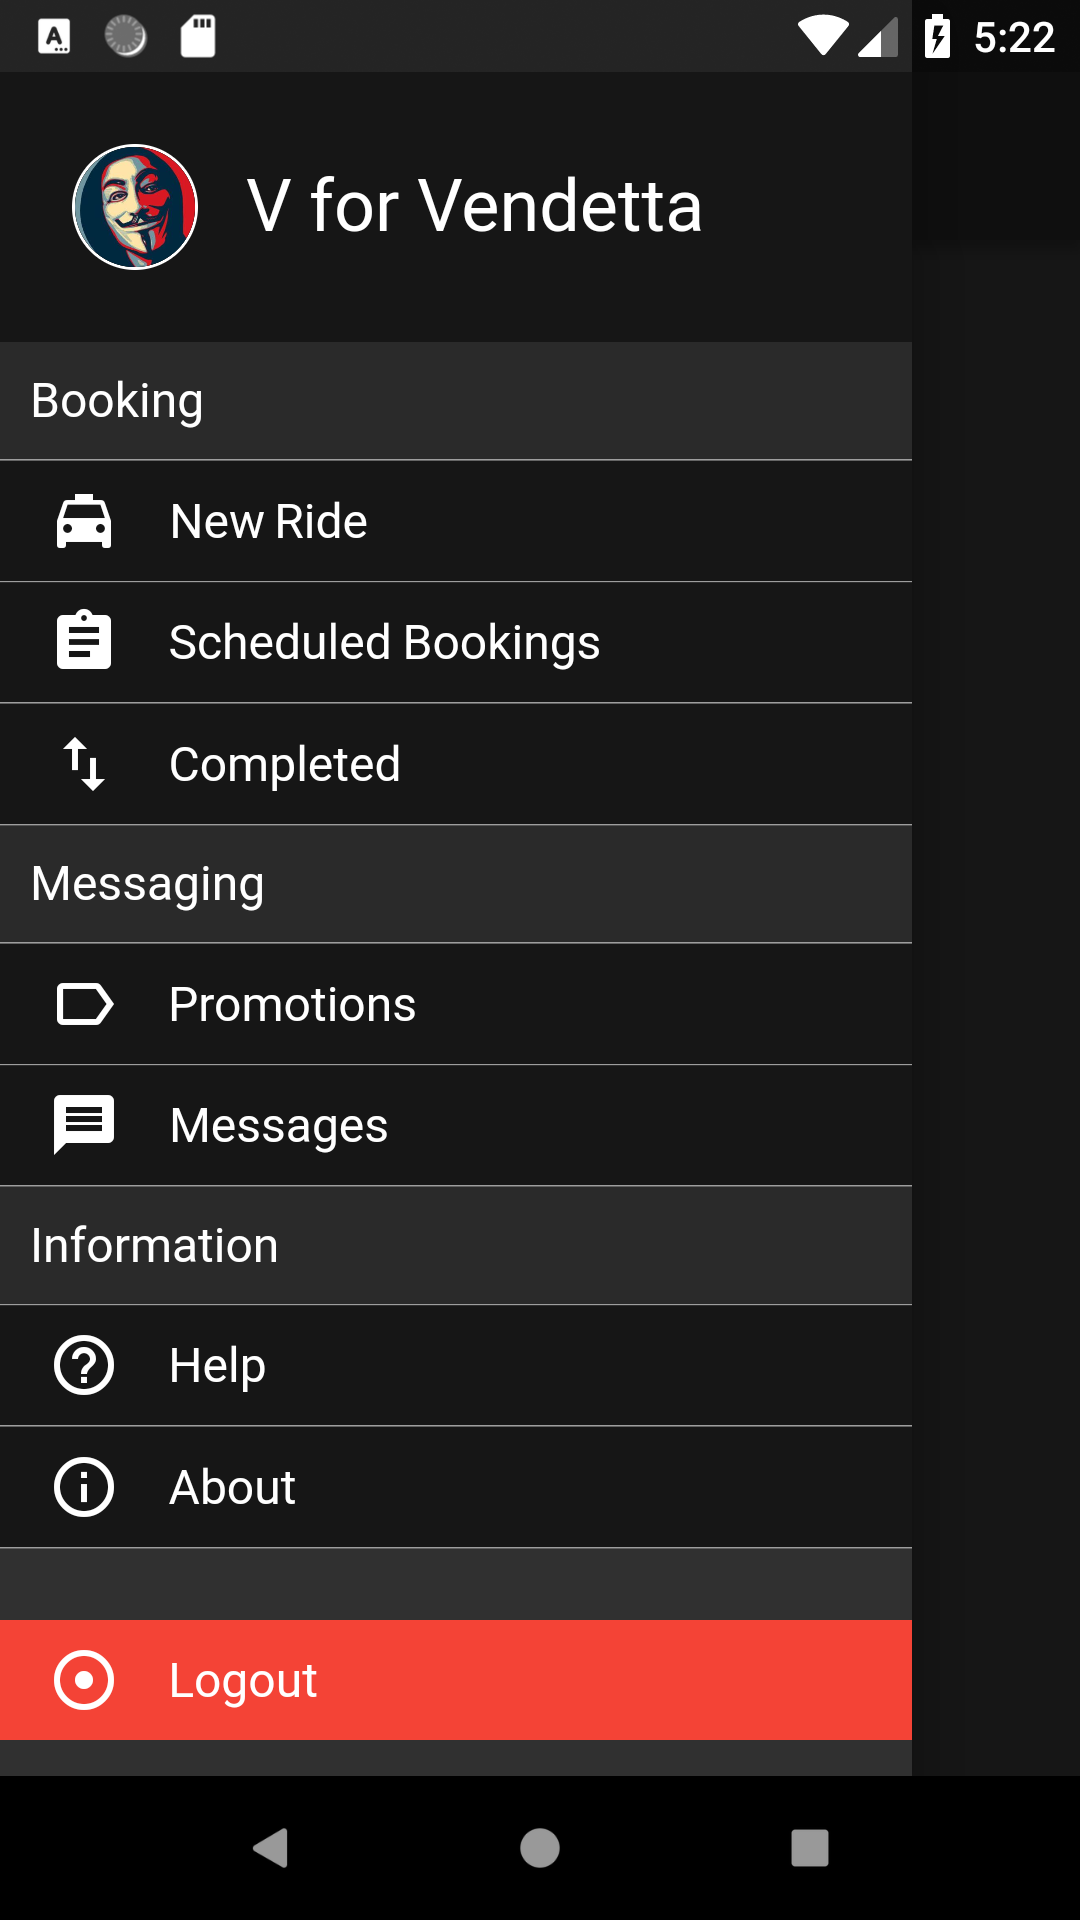 5:22
V for Vendetta
Booking
New Ride
Scheduled Bookings
Completed
Messaging
Promotions
Messages
Information
Help
About
Logout